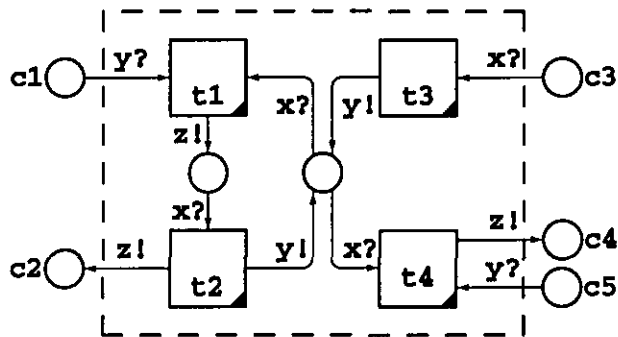 c1 y? t1 x? y! t3 x? c3
z!
x?
c2 z! t2 y! x? t4 z! c4
y? c5